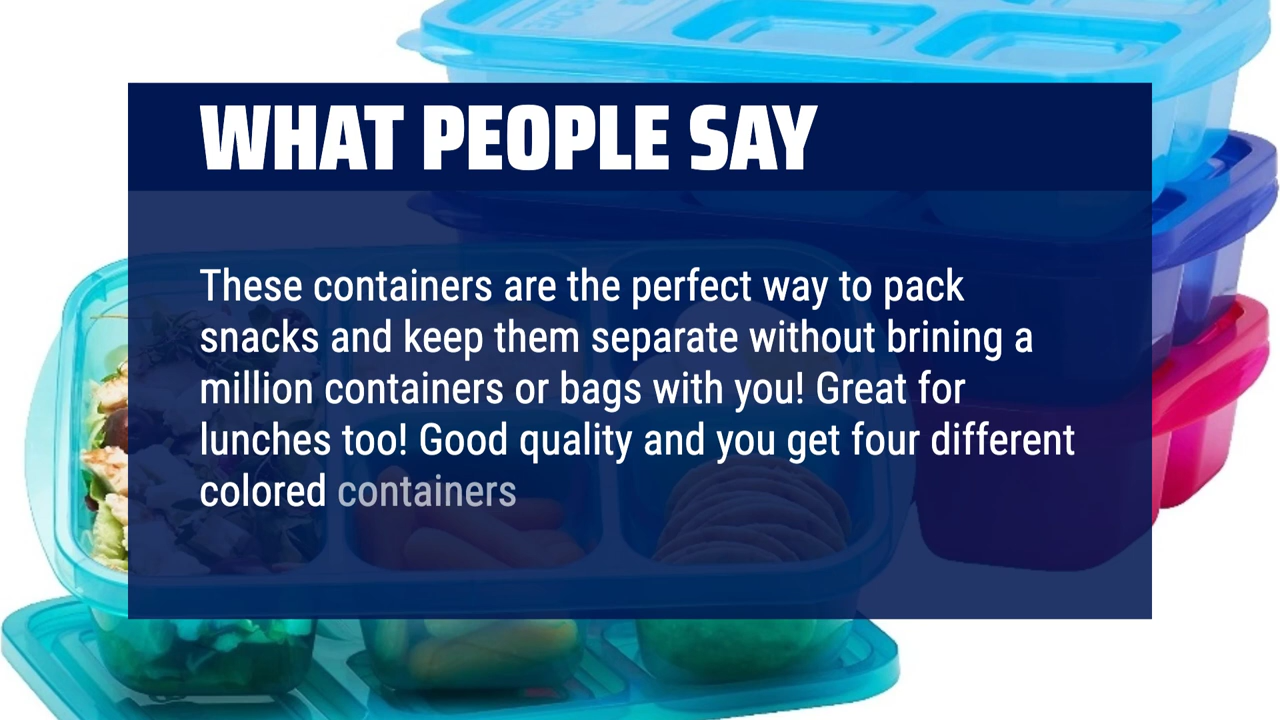 WHAT PEOPLE SAY
These containers are the perfect way to pack
snacks and keep them separate without brining a
million containers or bags with you! Great for
lunches too! Good quality and you get four different
colored containers